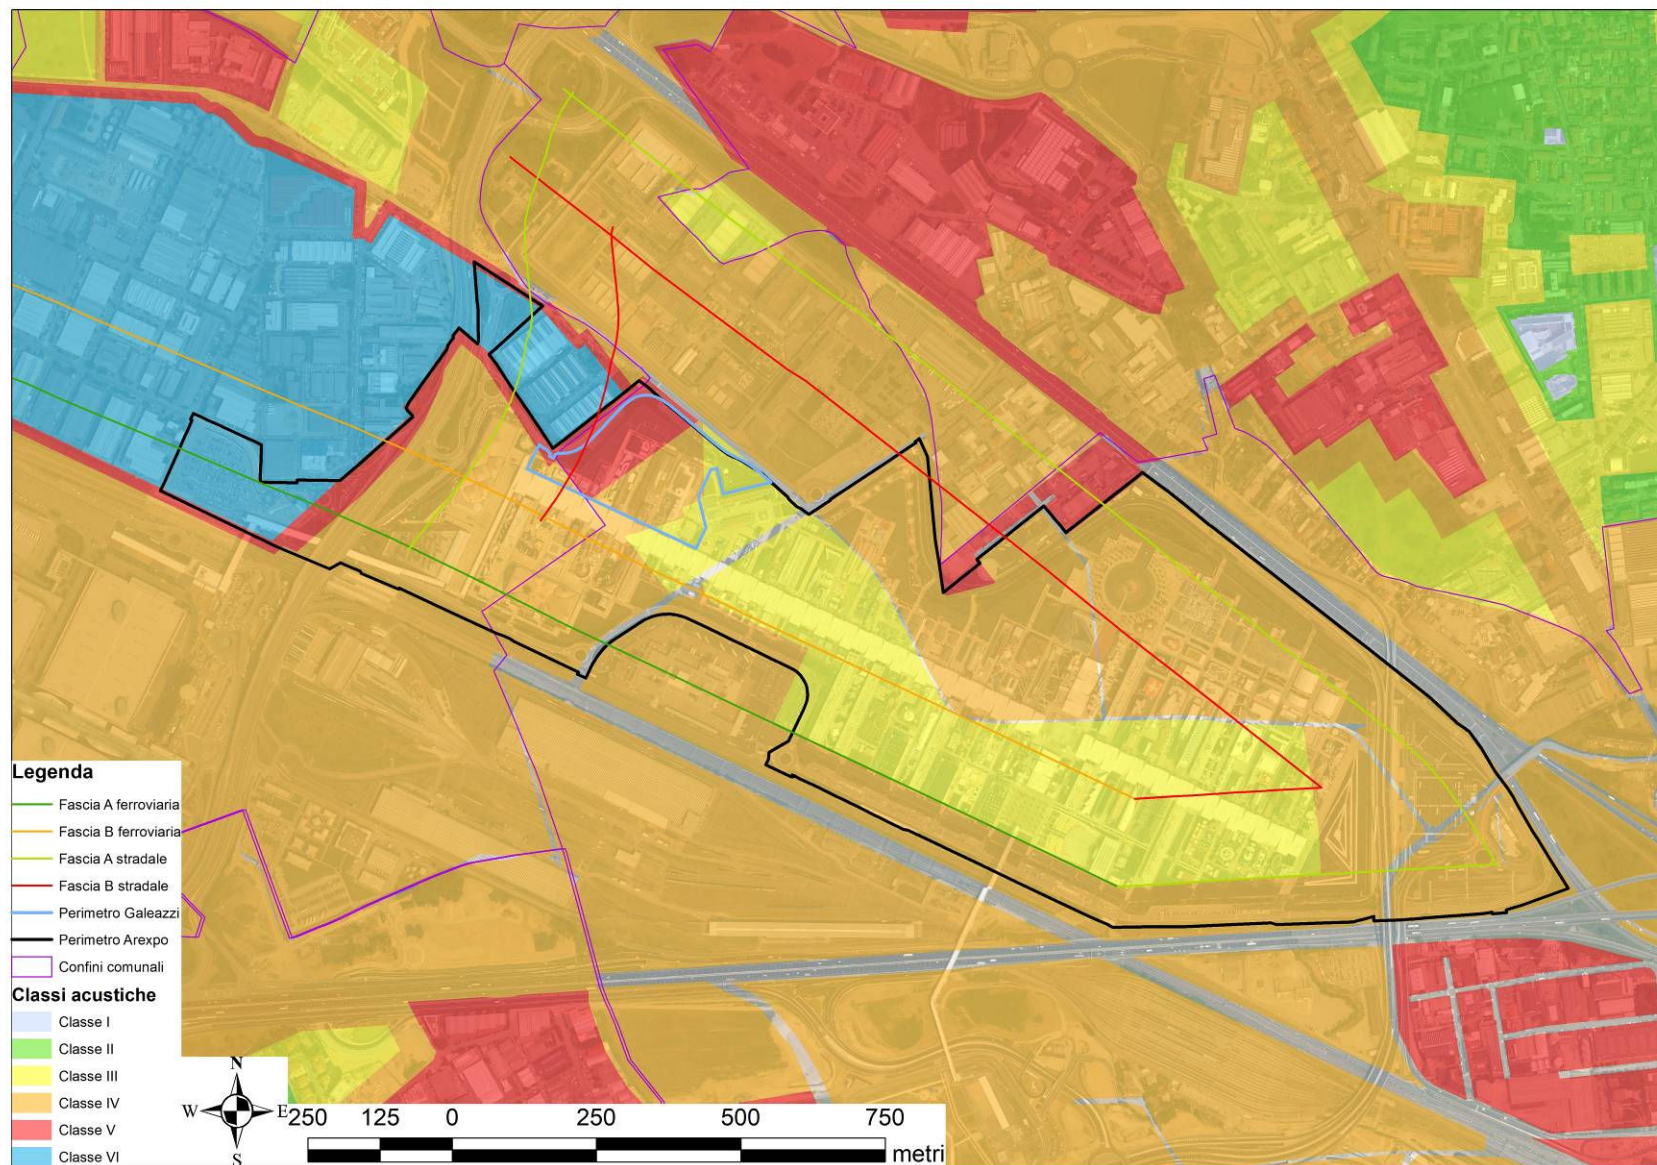 Legenda
Fascia A ferroviaria
Fascia B ferroviaria
Fascia A stradale
Fascia B stradale
Perimetro Galeazzi
Perimetro Arexpo
Confini comunali
Classi acustiche
Classe I
Classe II
Classe III
Classe IV
Classe V
Classe VI
N
W E
S
250 125 0 250 500 750
metri